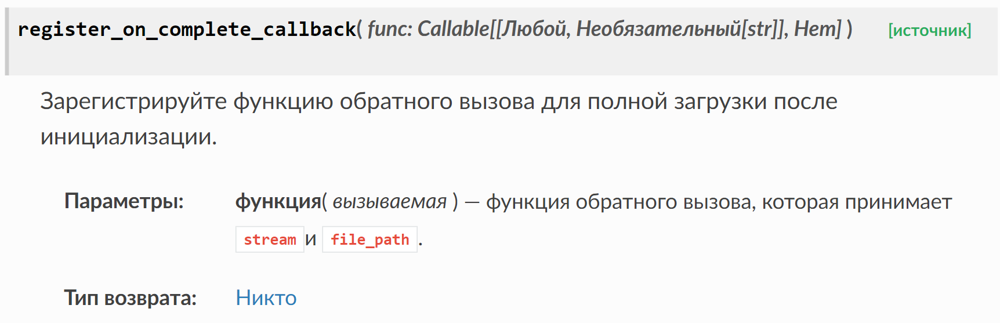 register_on_complete_callback( func: Callable[[Любой, Необязательный[str]], Нет] ) [источник]
Зарегистрируйте функцию обратного вызова для полной загрузки после
инициализации.
Параметры: функция( вызываемая ) — функция обратного вызова, которая принимает
stream и file_path .
Тип возврата: Никто